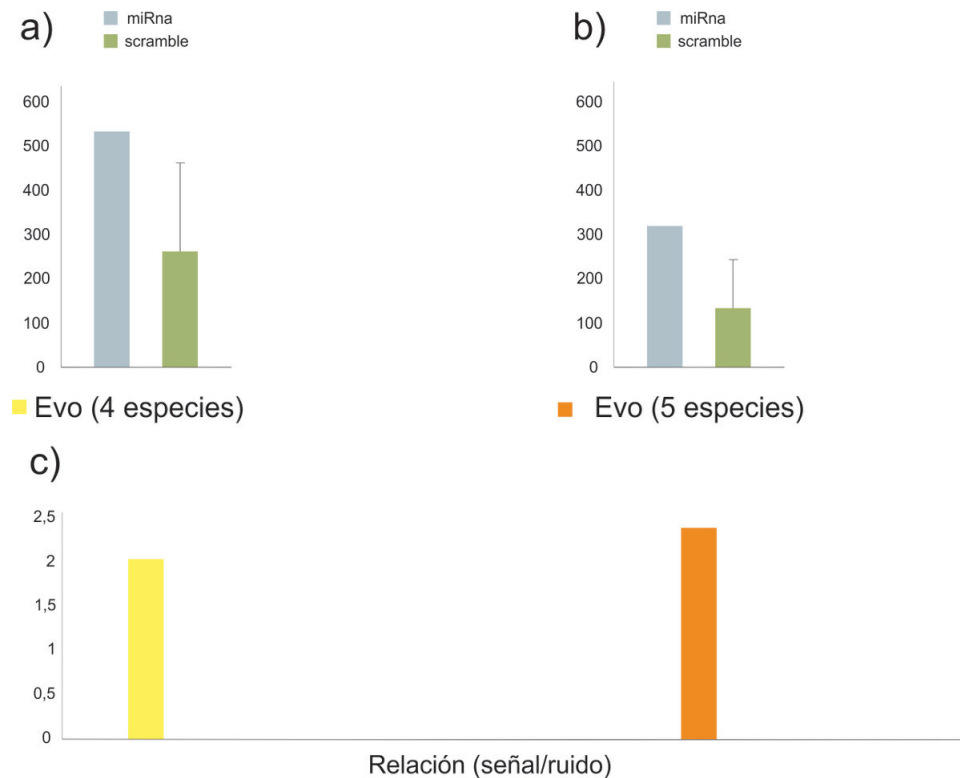 a)
miRna
scramble
600
500
400
300
200
100
0
Evo (4 especies)
b)
miRna
scramble
600
500
400
300
200
100
0
Evo (5 especies)
c)
2,5
2
1,5
1
0,5
0
Relación (señal/ruido)